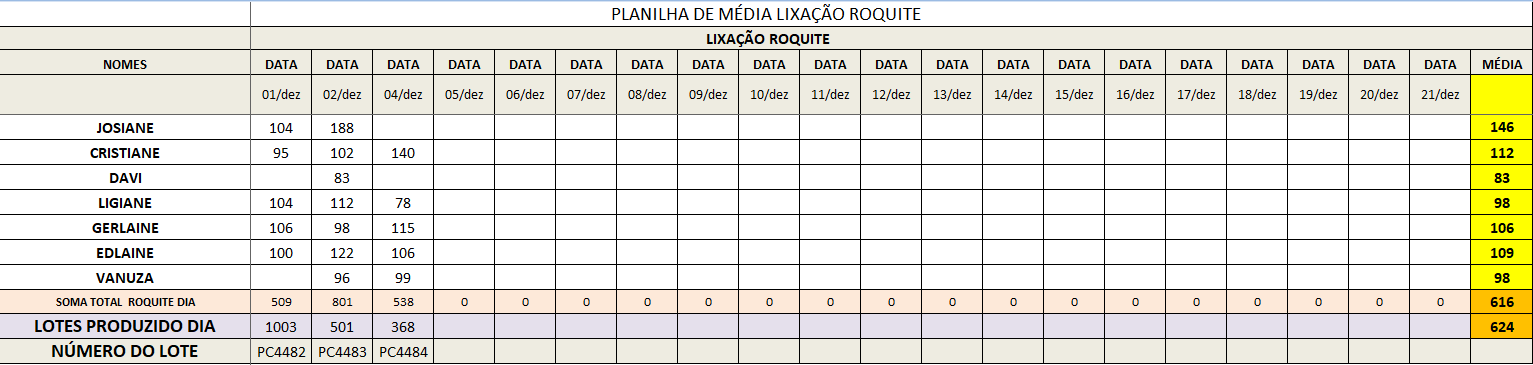 PLANILHA DE MÉDIA LIXAÇÃO ROQUITE
LIXAÇÃO ROQUITE
NOMES DATA DATA DATA DATA DATA DATA DATA DATA DATA DATA DATA DATA DATA DATA DATA DATA DATA DATA DATA DATA MÉDIA
01/dez 02/dez 04/dez 05/dez 06/dez 07/dez 08/dez 09/dez 10/dez 11/dez 12/dez 13/dez 14/dez 15/dez 16/dez 17/dez 18/dez 19/dez 20/dez 21/dez
JOSIANE 104 188 146
CRISTIANE 95 102 140 112
DAVI 83 83
LIGIANE 104 112 78 98
GERLAINE 106 98 115 106
EDLAINE 100 122 106 109
VANUZA 96 99 98
SOMA TOTAL ROQUITE DIA 509 801 538 0 0 0 0 0 0 0 0 0 0 0 0 0 0 0 0 0 616
LOTES PRODUZIDO DIA 1003 501 368 624
NÚMERO DO LOTE PC4482 PC4483 PC4484